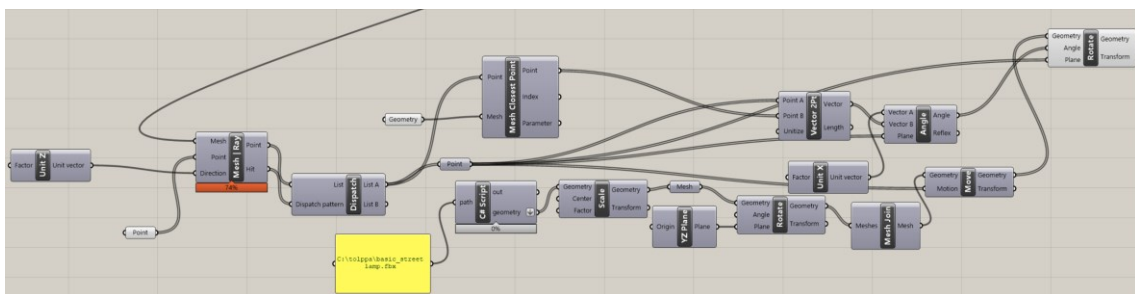 Factor
Unit Z
Unit vector
Mesh
Point
Direction
Mesh | Ray
Point
Hit
74%
Point
List
Dispatch pattern
Dispatch
List A
List B
Geometry
Point
Mesh
Mesh Closest Point
Point
Index
Parameter
Point
C:\tolppa\basic_street
lamp.fbx
path
C# Script
out
geometry
0%
Geometry
Center
Factor
Scale
Geometry
Transform
Mesh
Origin
YZ Plane
Plane
Geometry
Angle
Plane
Rotate
Geometry
Transform
Meshes
Mesh Join
Mesh
Point A
Point B
Unitize
Vector 2Pt
Vector
Length
Factor
Unit X
Unit vector
Vector A
Vector B
Plane
Angle
Angle
Reflex
Geometry
Motion
Move
Geometry
Transform
Geometry
Angle
Plane
Rotate
Geometry
Transform